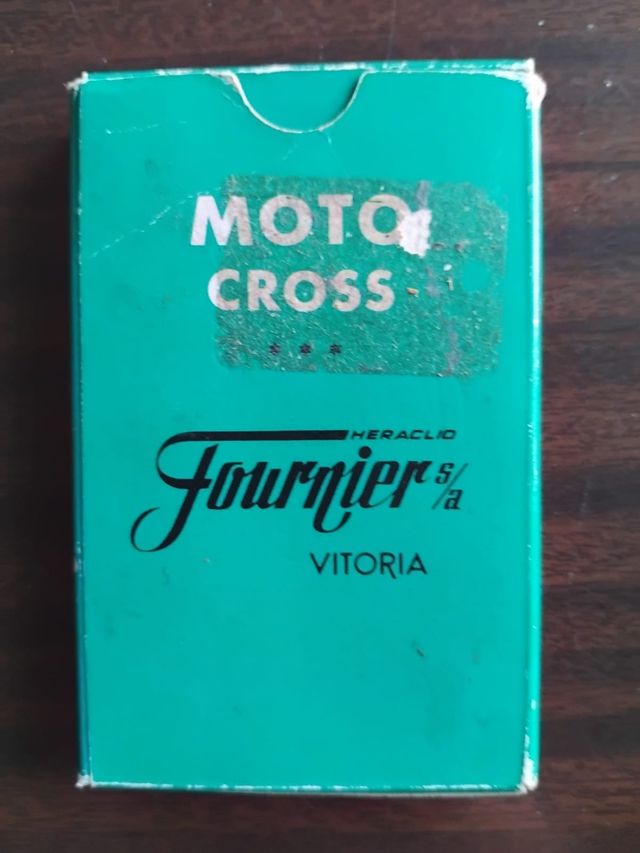 MOTO
CROSS
* * *
HERACLIO
Fournier s/a
VITORIA